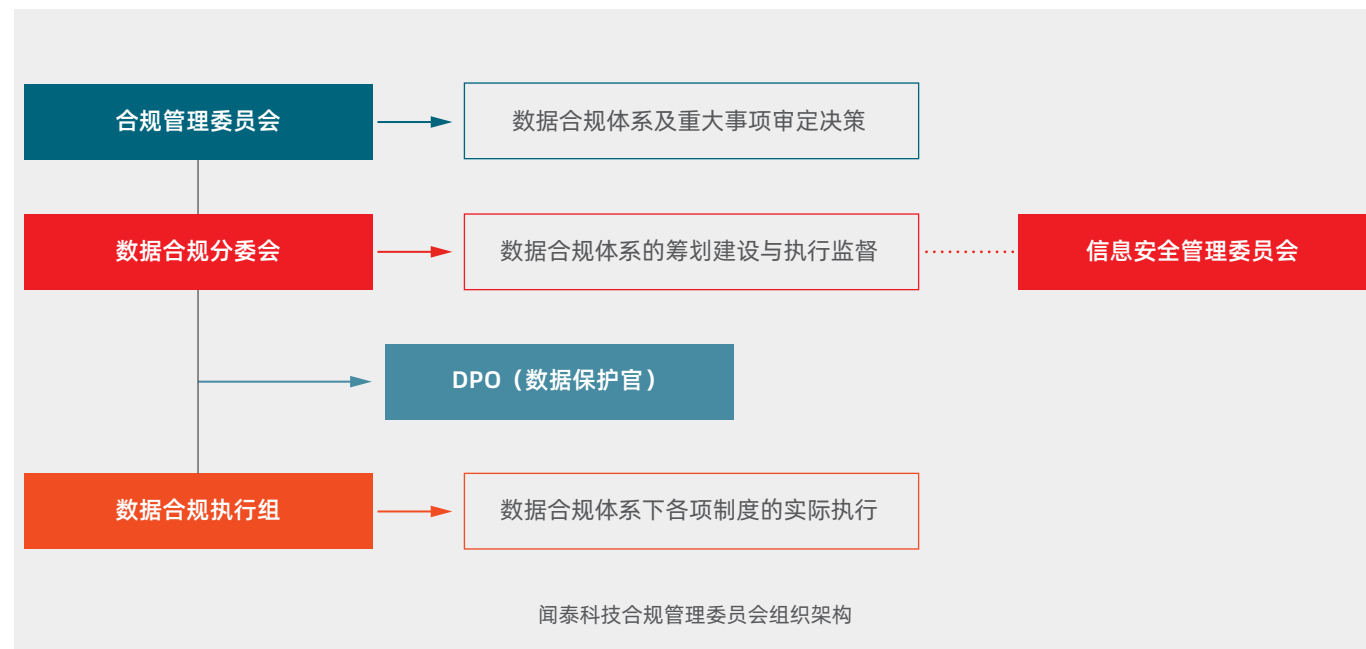 合规管理委员会
数据合规体系及重大事项审定决策
数据合规分委会
数据合规体系的筹划建设与执行监督
信息安全管理委员会
DPO（数据保护官）
数据合规执行组
数据合规体系下各项制度的实际执行
闻泰科技合规管理委员会组织架构